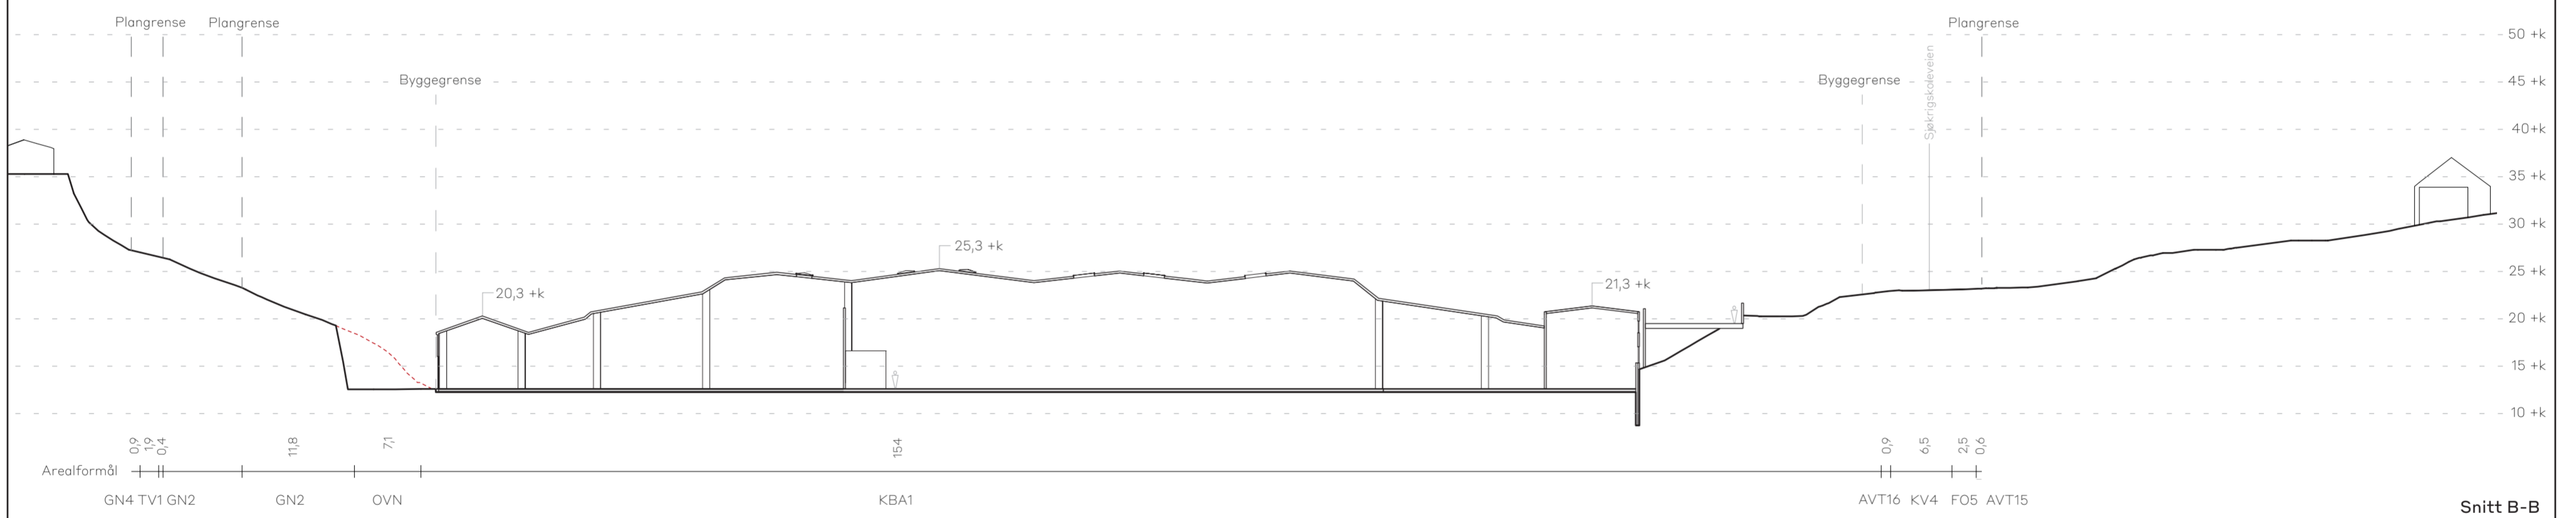 Plangrense Plangrense Plangrense
50 +k
Byggegrense Byggegrense
Sjøkrigskoleveien
45 +k
40+k
35 +k
30 +k
25,3 +k
25 +k
20,3 +k
21,3 +k
20 +k
15 +k
10 +k
0,9 1,9 0,4 11,8 7,1 154 0,9 6,5 2,5 0,6
Arealformål
GN4 TV1 GN2 GN2 OVN KBA1 AVT16 KV4 FO5 AVT15
Snitt B-B